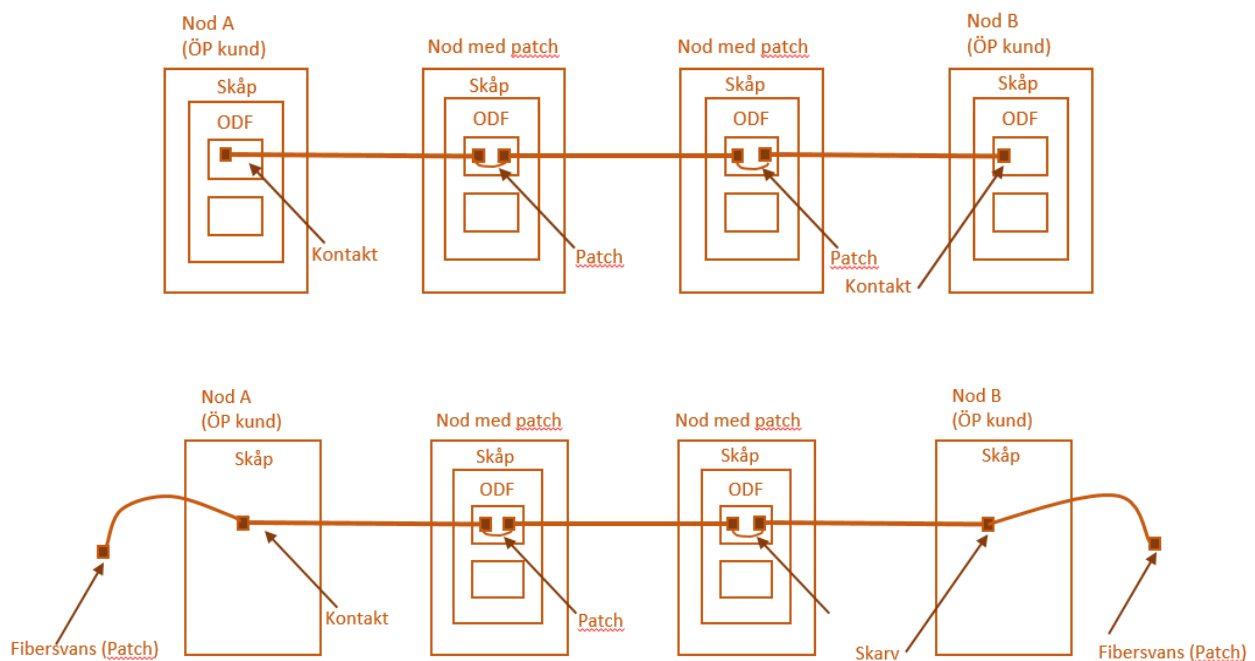 Nod A
(ÖP kund)
Nod med patch
Nod med patch
Nod B
(ÖP kund)
Skåp
Skåp
Skåp
Skåp
ODF
ODF
ODF
ODF
Kontakt
Patch
Patch
Kontakt
Nod A
(ÖP kund)
Nod med patch
Nod med patch
Nod B
(ÖP kund)
Skåp
Skåp
Skåp
Skåp
ODF
ODF
Kontakt
Patch
Fibersvans (Patch)
Skarv
Fibersvans (Patch)